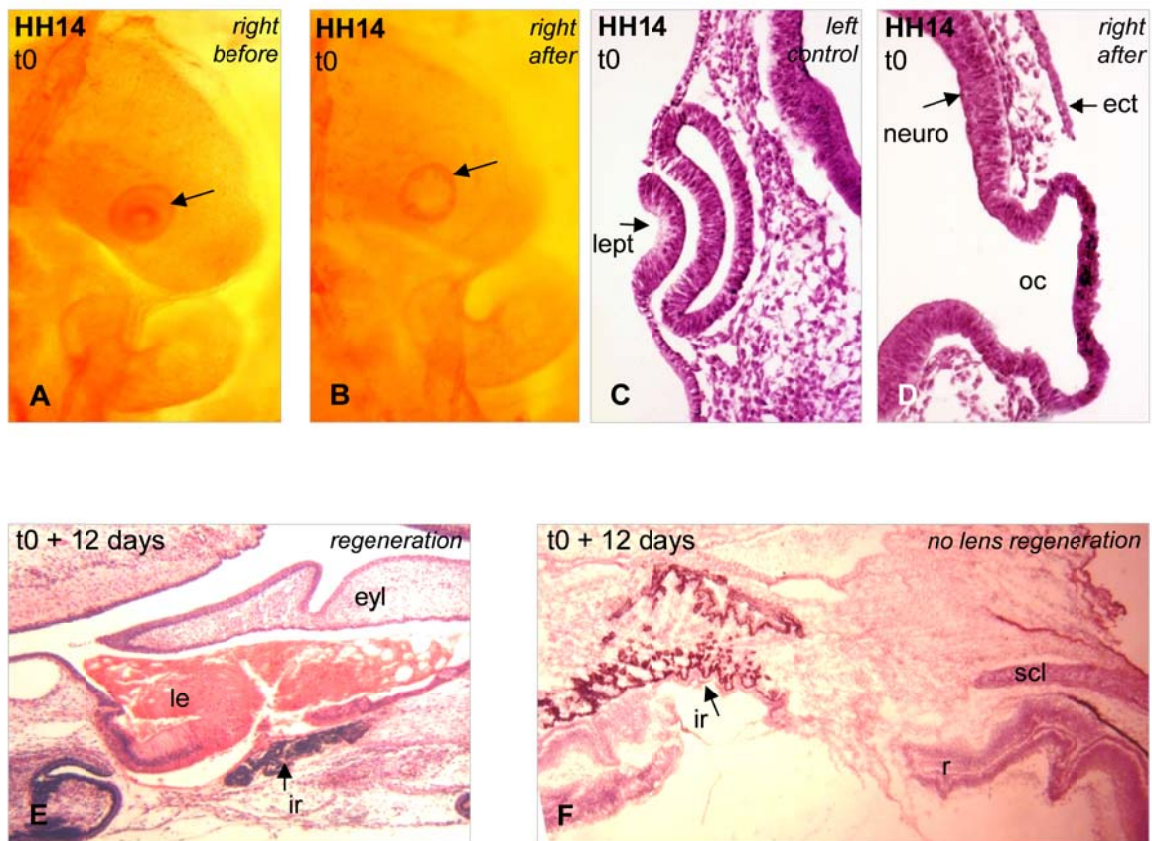 HH14
t0
right
before
A
HH14
t0
right
after
B
HH14
t0
left
control
lept
C
HH14
t0
right
after
neuro
ect
oc
D
t0 + 12 days
regeneration
eyl
le
ir
E
t0 + 12 days
no lens regeneration
scl
ir
r
F